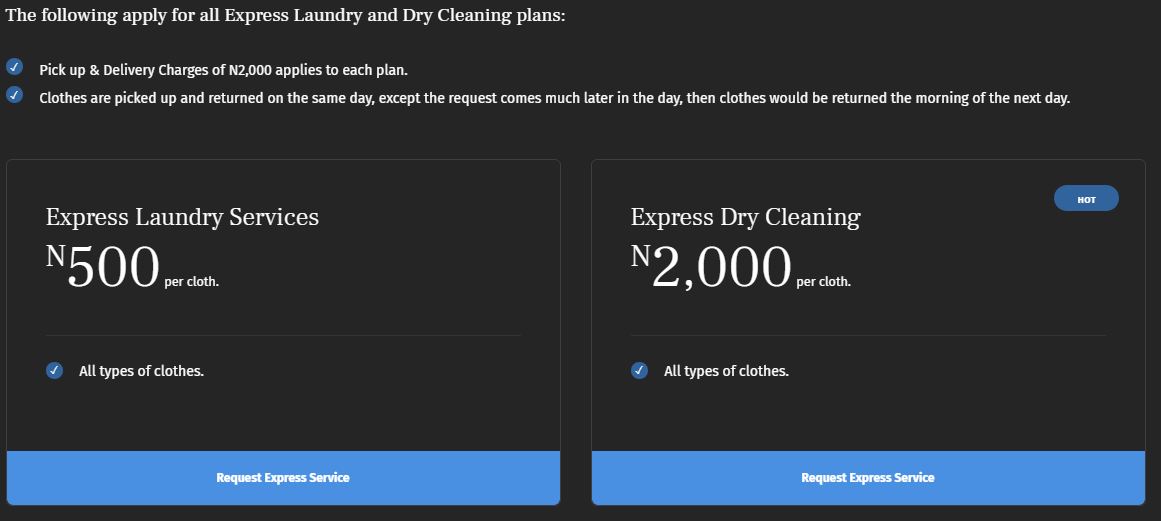 The following apply for all Express Laundry and Dry Cleaning plans:
Pick up & Delivery Charges of N2,000 applies to each plan.
Clothes are picked up and returned on the same day, except the request comes much later in the day, then clothes would be returned the morning of the next day.
Express Laundry Services
N500 per cloth.
All types of clothes.
Request Express Service
HOT
Express Dry Cleaning
N2,000 per cloth.
All types of clothes.
Request Express Service